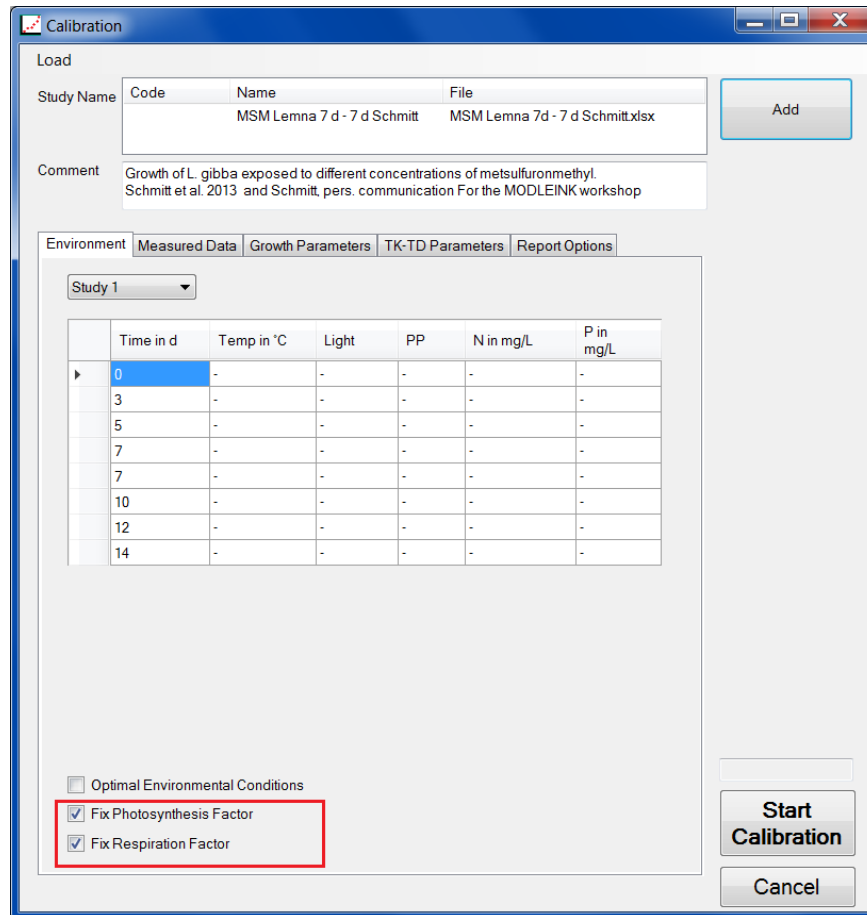 Calibration
Load
Study Name
Code Name File
MSM Lemna 7 d - 7 d Schmitt MSM Lemna 7d - 7 d Schmitt.xlsx
Add
Comment
Growth of L. gibba exposed to different concentrations of metsulfuronmethyl.
Schmitt et al. 2013 and Schmitt, pers. communication For the MODLEINK workshop
Environment Measured Data Growth Parameters TK-TD Parameters Report Options
Study 1
Time in d Temp in °C Light PP N in mg/L P in
mg/L
0 - - - - -
3 - - - - -
5 - - - - -
7 - - - - -
7 - - - - -
10 - - - - -
12 - - - - -
14 - - - - -
Optimal Environmental Conditions
Fix Photosynthesis Factor
Fix Respiration Factor
Start
Calibration
Cancel